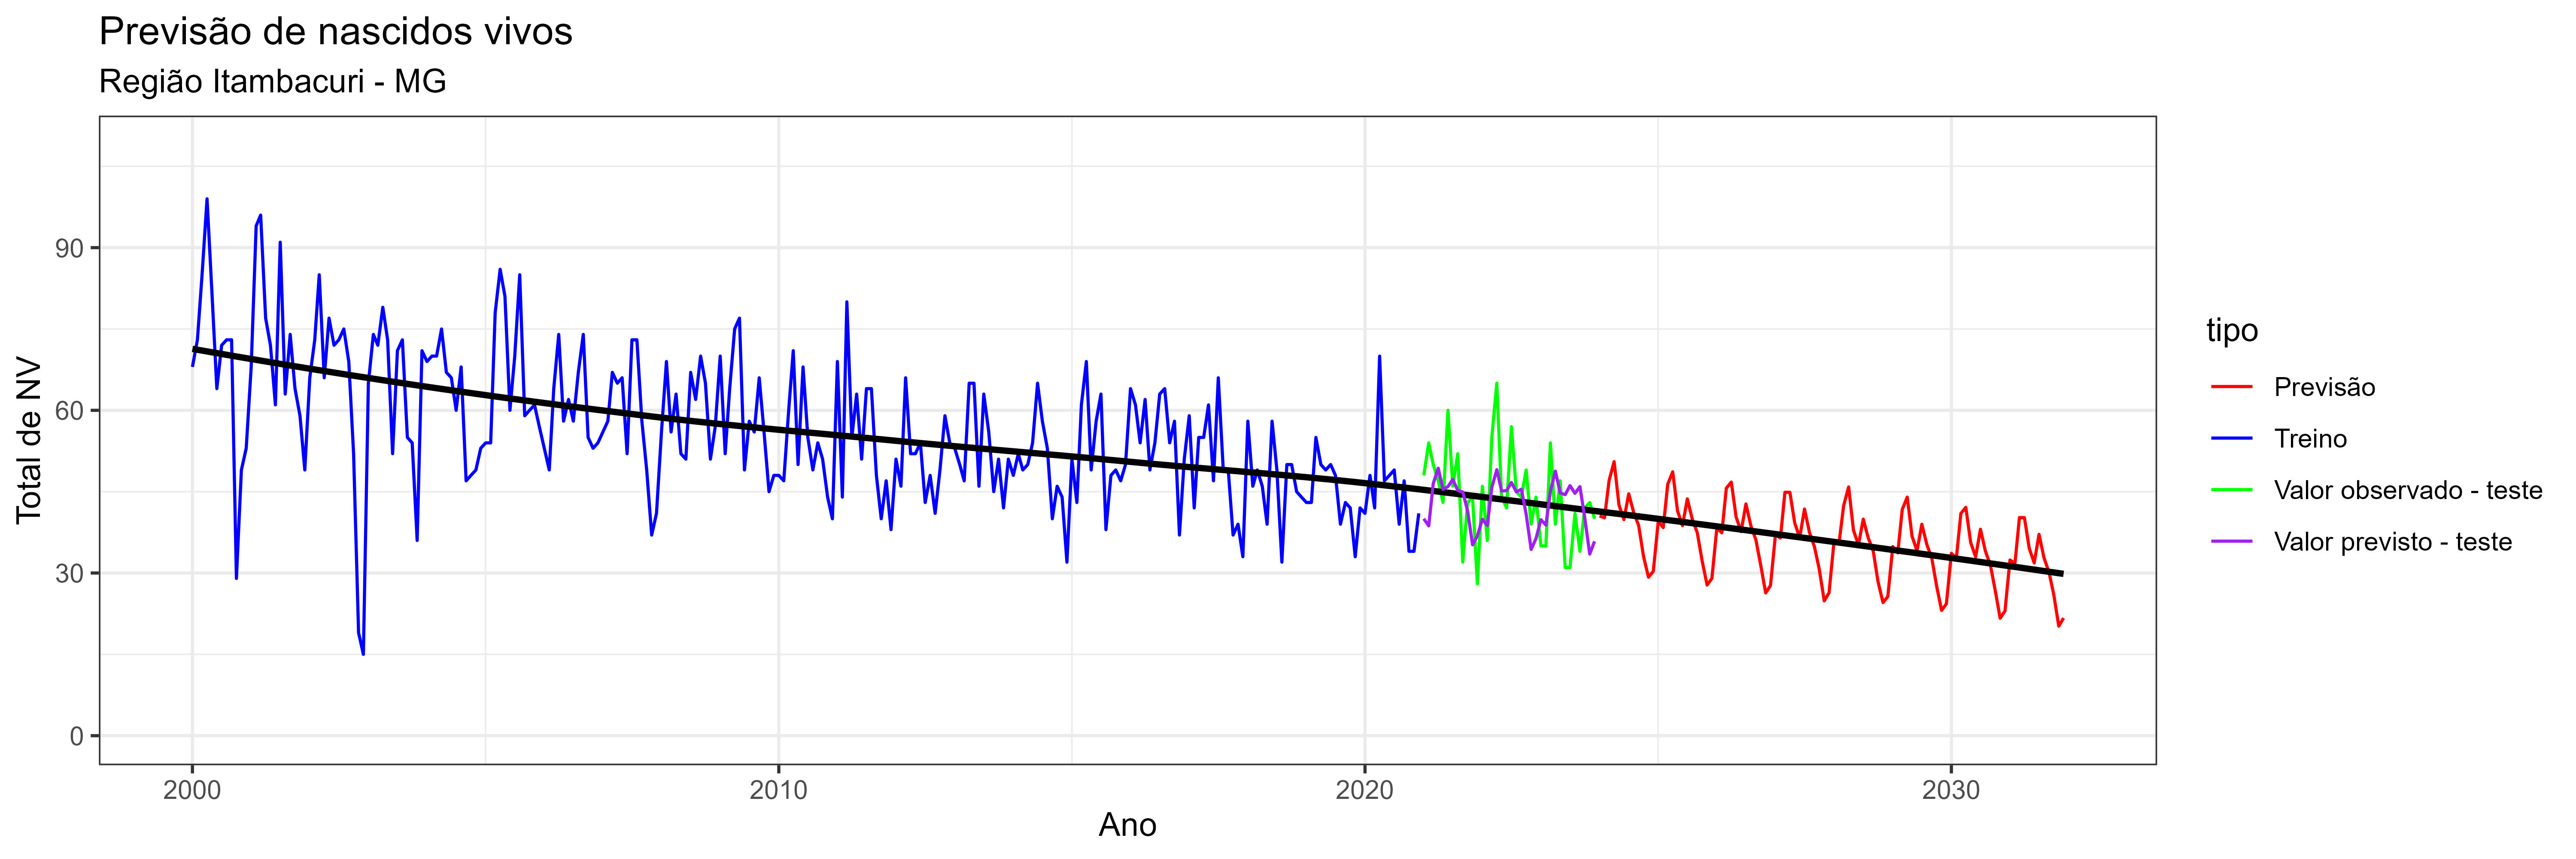 Previsão de nascidos vivos
Região Itambacuri - MG
Total de NV
90
60
30
0
2000
2010
2020
2030
Ano
tipo
Previsão
Treino
Valor observado - teste
Valor previsto - teste